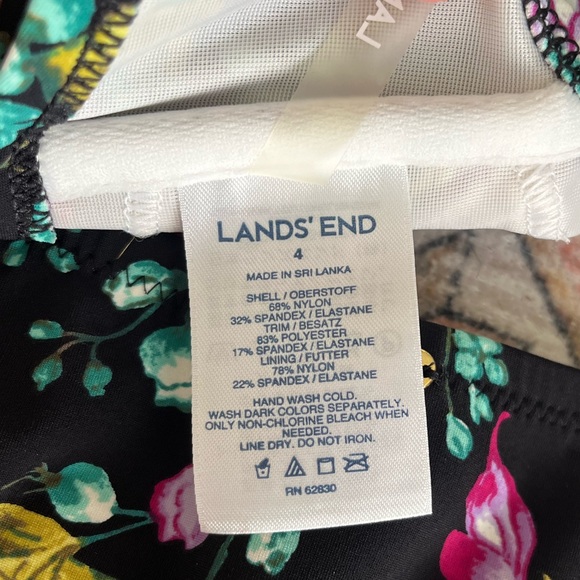 LANDS' END
4
MADE IN SRI LANKA
SHELL / OBERSTOFF
68% NYLON
32% SPANDEX / ELASTANE
TRIM / BESATZ
83% POLYESTER
17% SPANDEX / ELASTANE
LINING / FUTTER
78% NYLON
22% SPANDEX / ELASTANE
HAND WASH COLD.
WASH DARK COLORS SEPARATELY.
ONLY NON-CHLORINE BLEACH WHEN
NEEDED.
LINE DRY. DO NOT IRON.
RN 62830